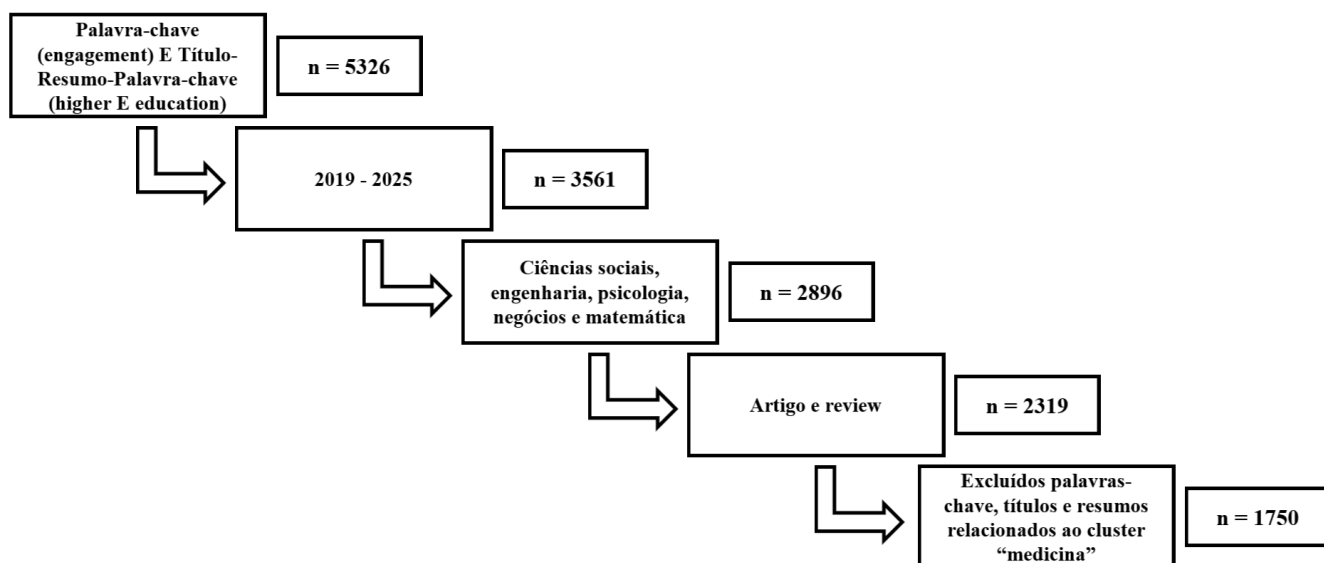 Palavra-chave
(engagement) E Título-
Resumo-Palavra-chave
(higher E education)
n = 5326
2019 - 2025
n = 3561
Ciências sociais,
engenharia, psicologia,
negócios e matemática
n = 2896
Artigo e review
n = 2319
Excluídos palavras-
chave, títulos e resumos
relacionados ao cluster
“medicina”
n = 1750